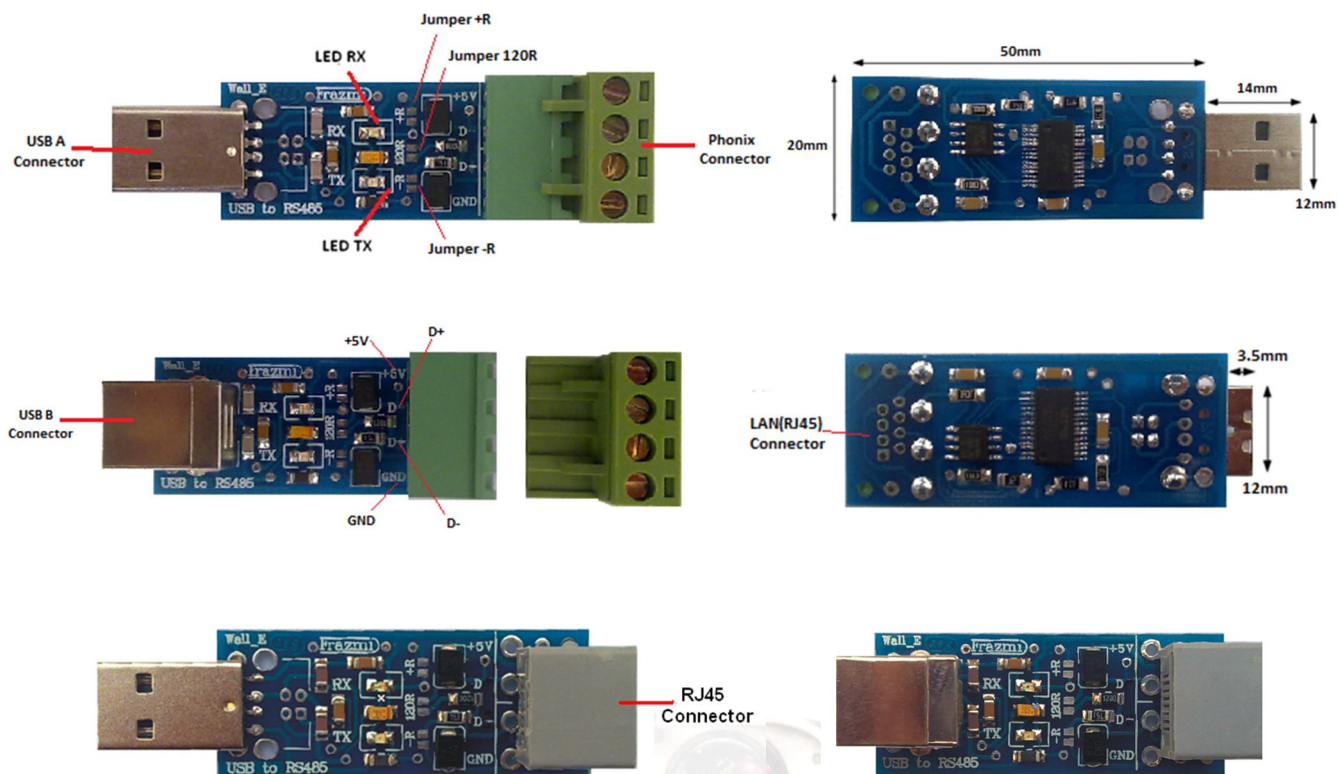 Jumper +R
LED RX
Jumper 120R
USB A
Connector
Phonix
Connector
LED TX
Jumper -R
Wall_E
Frazmi
+5V
RX
+R
D
120R
D+
TX
-R
GND
USB to RS485
50mm
14mm
20mm
12mm
+5V
D+
USB B
Connector
GND
D-
Wall_E
Frazmi
+5V
RX
+R
D
120R
D+
TX
-R
GND
USB to RS485
LAN(RJ45)
Connector
3.5mm
12mm
Wall_E
Frazmi
+5V
RX
+R
D
120R
D
TX
-R
GND
USB to RS485
RJ45
Connector
Wall_E
Frazmi
+5V
RX
+R
D
120R
D
TX
-R
GND
USB to RS485